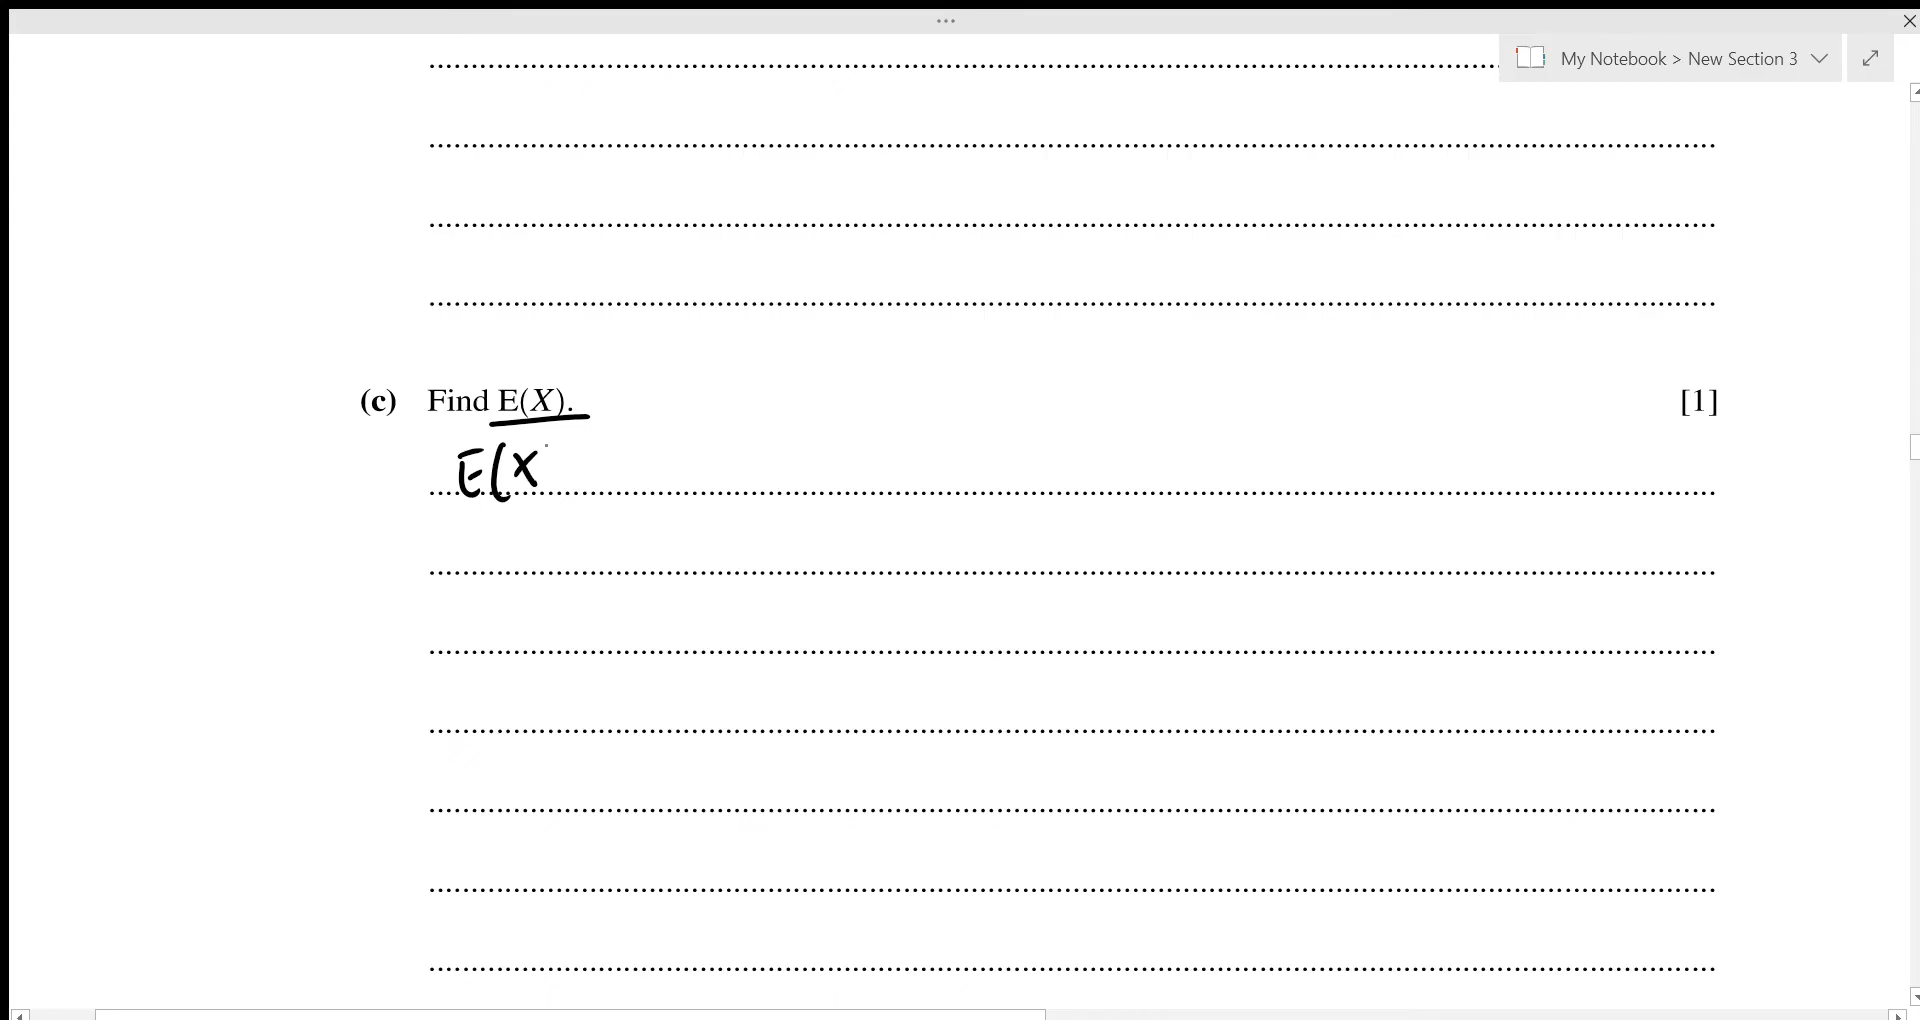 My Notebook > New Section 3
(c) Find E(X). [1]
E(X